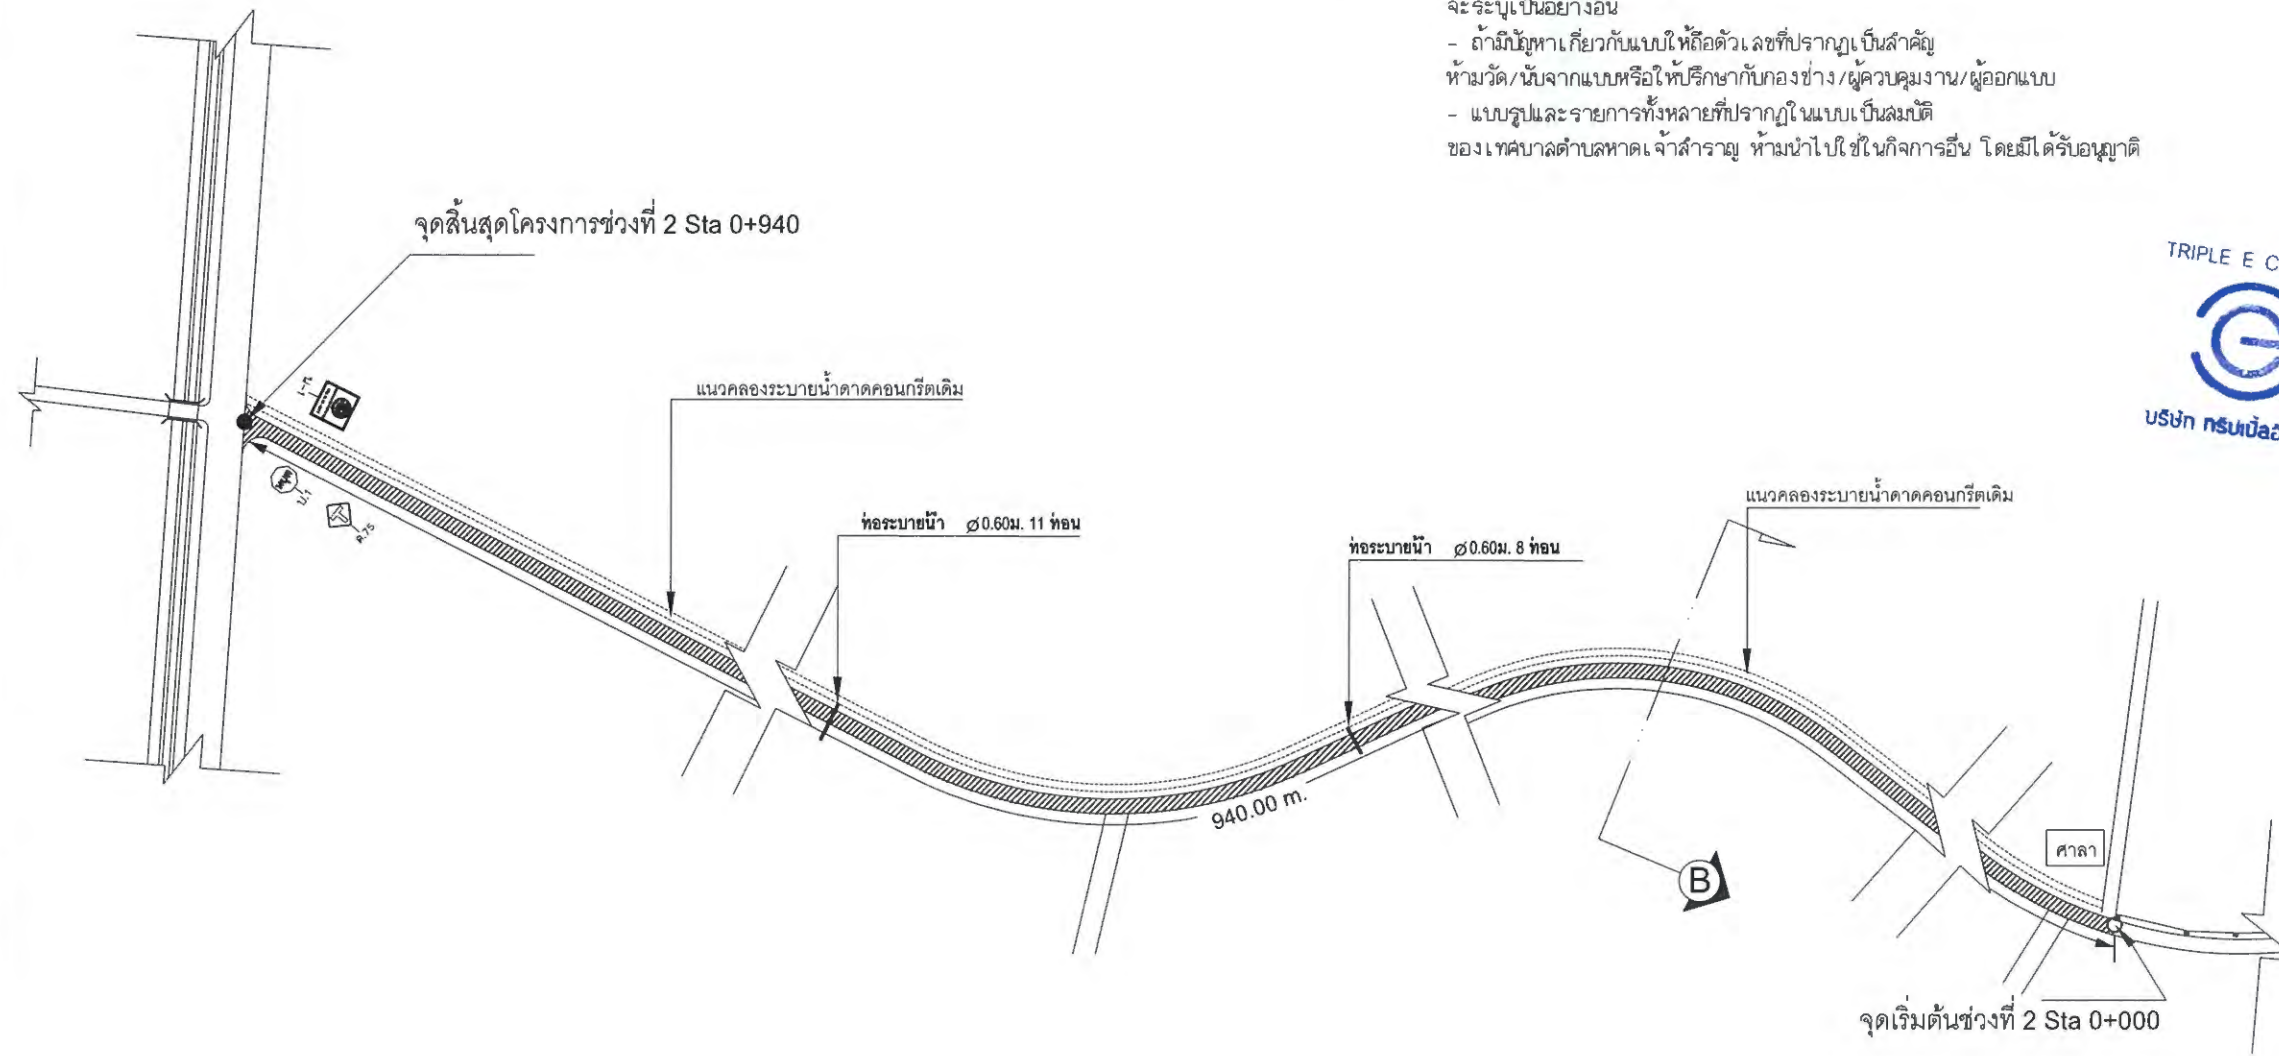 จะระบุเป็นอย่างอื่น
- ถ้ามีปัญหาเกี่ยวกับแบบให้ถือตัวเลขที่ปรากฏเป็นสำคัญ
ห้ามวัด/นับจากแบบหรือให้ปรึกษากับกองช่าง/ผู้ควบคุมงาน/ผู้ออกแบบ
- แบบรูปและรายการทั้งหลายที่ปรากฏในแบบเป็นสมบัติ
ของเทศบาลตำบลหาดเจ้าสำราญ ห้ามนำไปใช้ในกิจการอื่น โดยมิได้รับอนุญาติ
จุดสิ้นสุดโครงการช่วงที่ 2 Sta 0+940
TRIPLE E C
บริษัท ทริปเปิ้ลอี
แนวคลองระบายน้ำดาดคอนกรีตเดิม
หยุด
บ.1
ต.75
แนวคลองระบายน้ำดาดคอนกรีตเดิม
ท่อระบายน้ำ ⌀0.60ม. 11 ท่อน
ท่อระบายน้ำ ⌀0.60ม. 8 ท่อน
940.00 m.
B
ศาลา
จุดเริ่มต้นช่วงที่ 2 Sta 0+000